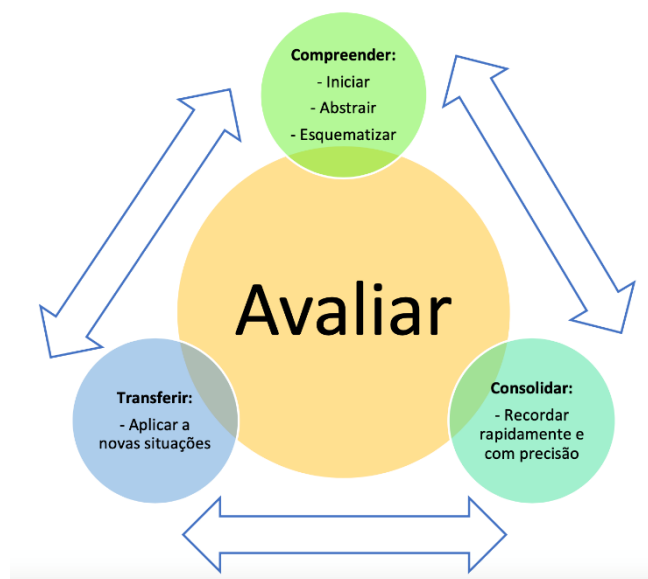 Compreender:
- Iniciar
- Abstrair
- Esquematizar
Avaliar
Transferir:
- Aplicar a
novas situações
Consolidar:
- Recordar
rapidamente e
com precisão